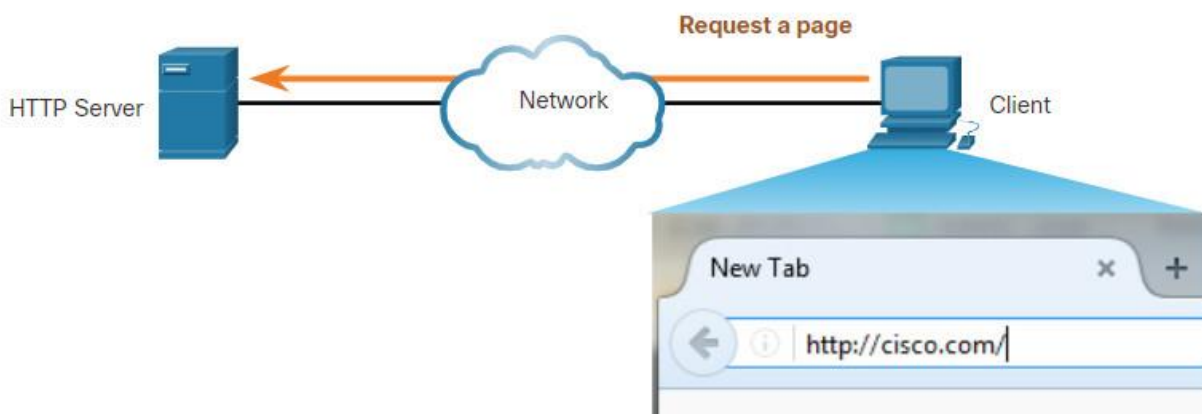 Request a page
HTTP Server
Network
Client
New Tab
http://cisco.com/